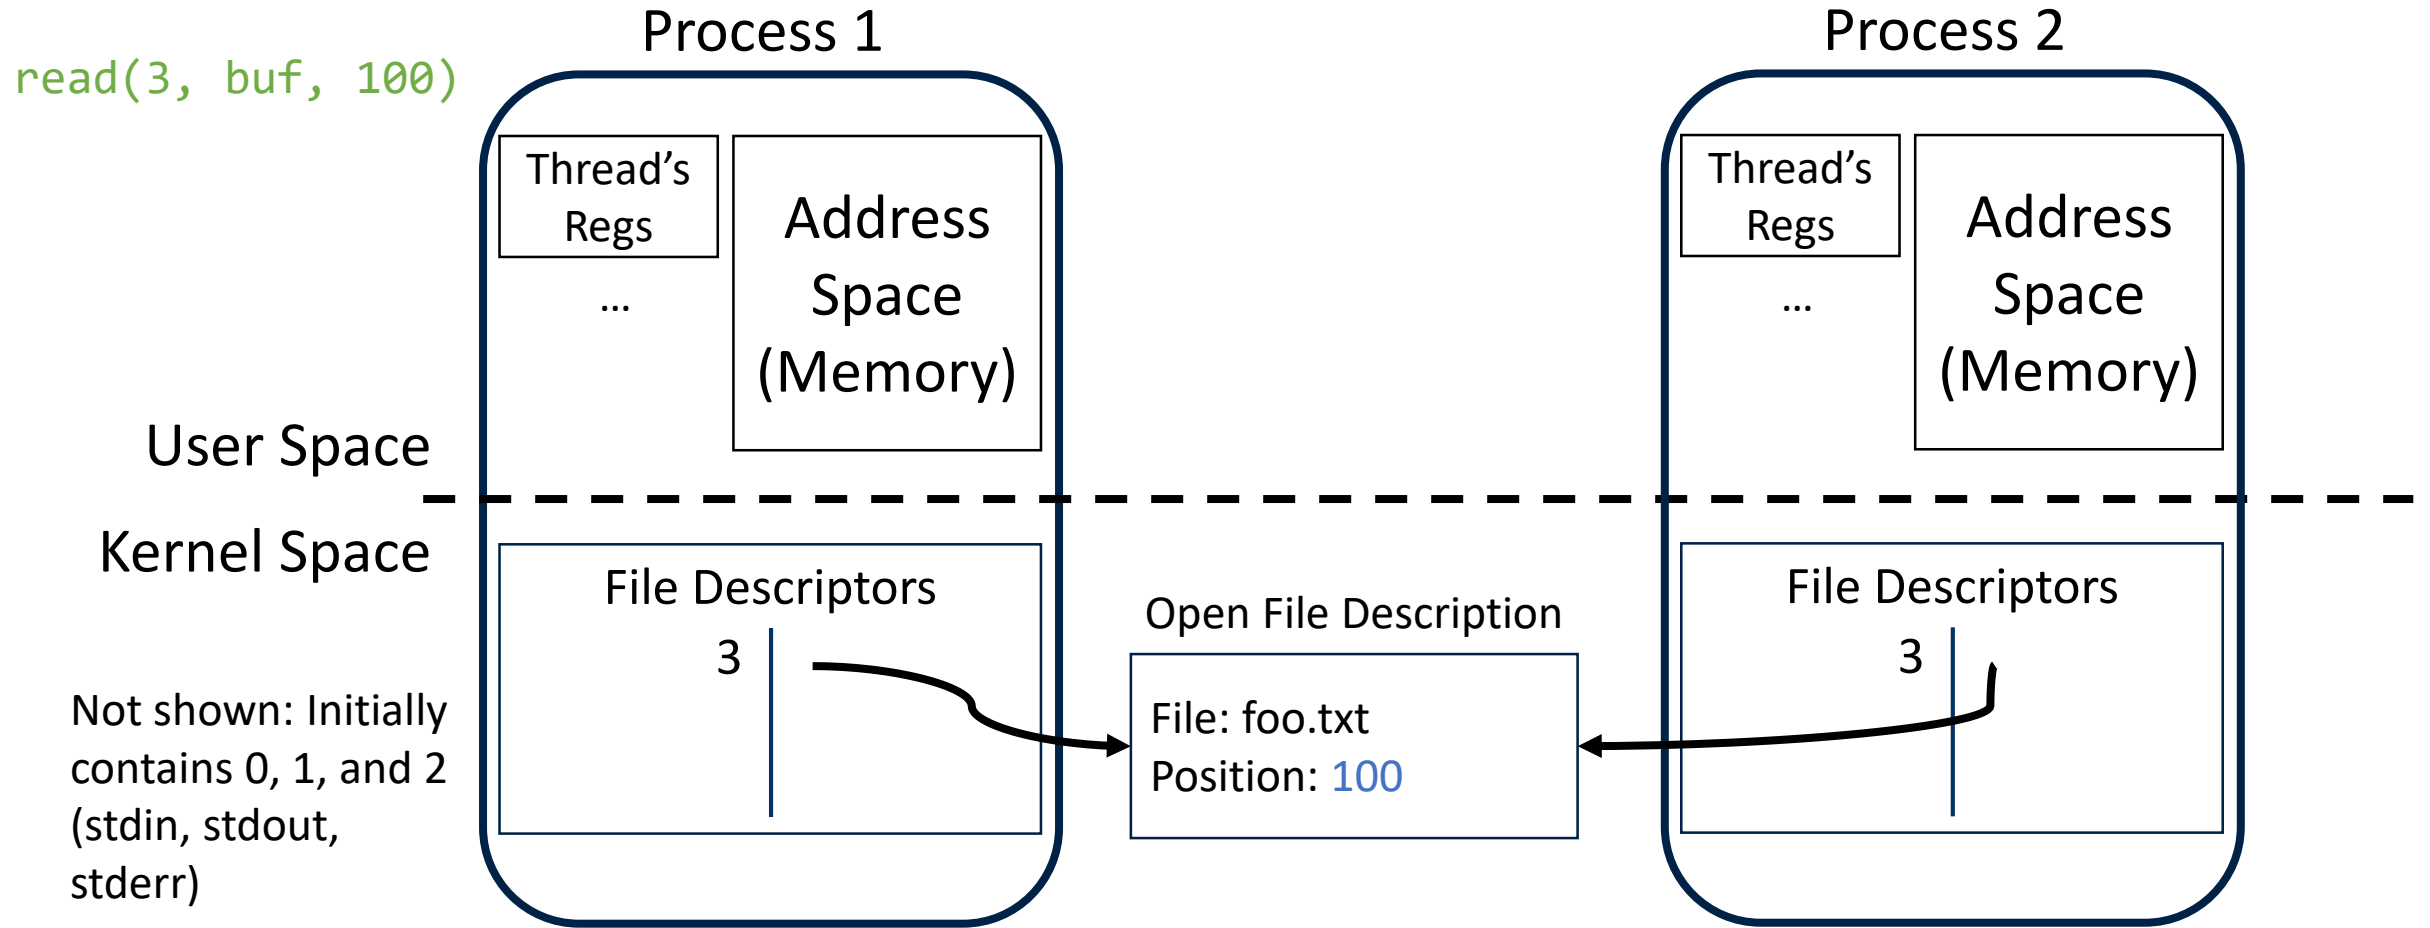 Process 1
Process 2
read(3, buf, 100)
Thread’s
Regs
…
Address
Space
(Memory)
Thread’s
Regs
…
Address
Space
(Memory)
User Space
Kernel Space
File Descriptors
3
Open File Description
File: foo.txt
Position: 100
File Descriptors
3
Not shown: Initially
contains 0, 1, and 2
(stdin, stdout,
stderr)